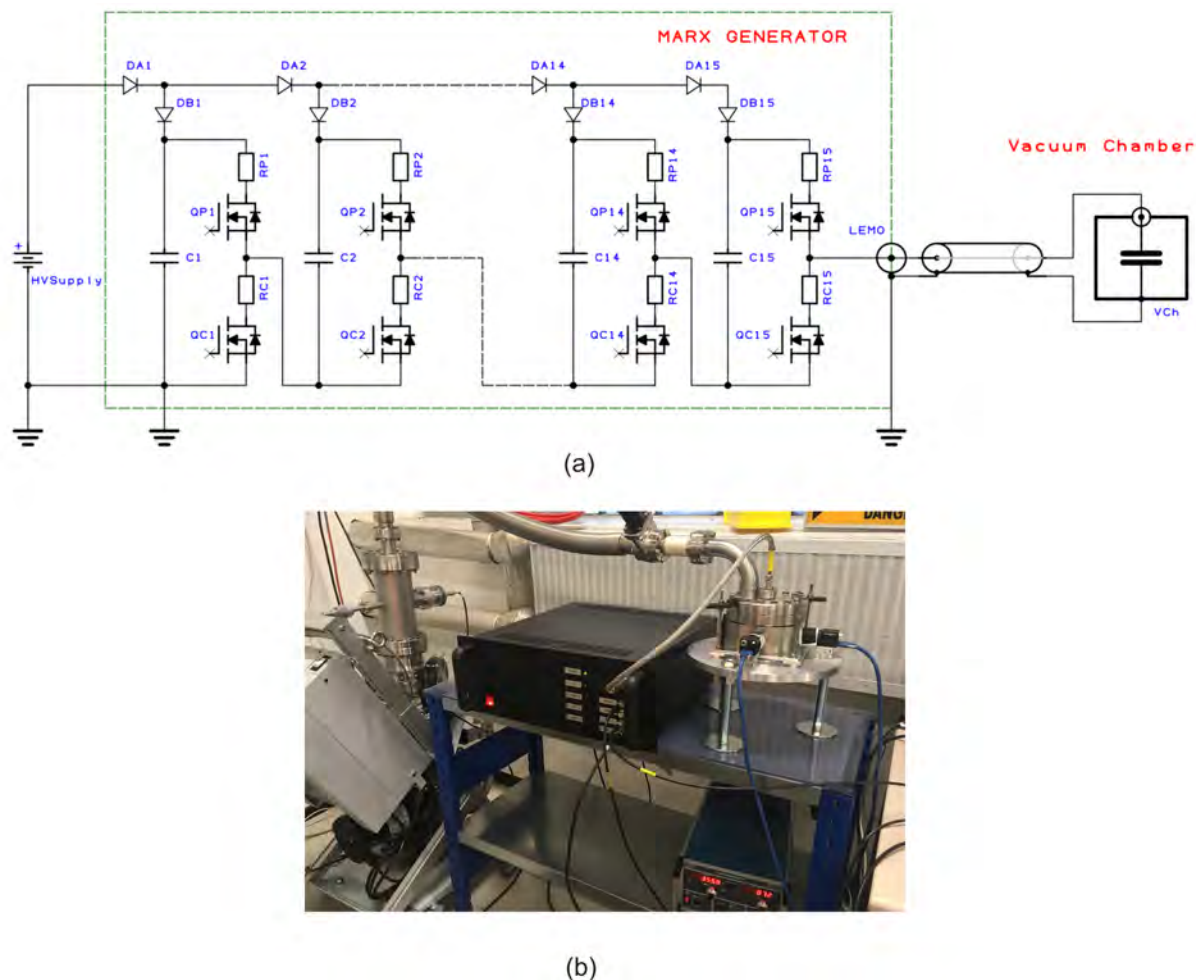 MARX GENERATOR
DA1
DA2
DA14
DA15
DB1
DB2
DB14
DB15
RP1
RP2
RP14
RP15
Vacuum Chamber
QP1
QP2
QP14
QP15
LEMO
+
HVSupply
C1
C2
C14
C15
RC1
RC2
RC14
RC15
VCh
QC1
QC2
QC14
QC15
(a)
DANG
(b)